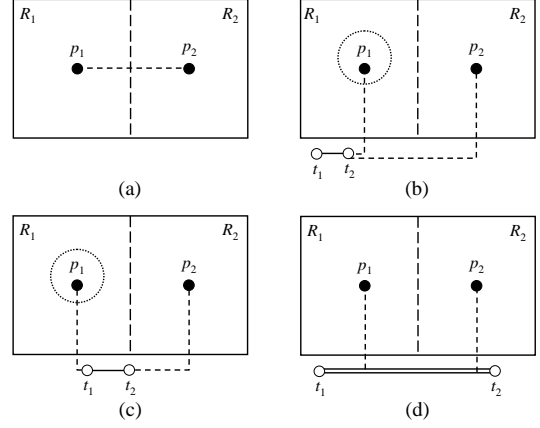 R1 R2 R1 R2
p1 p2 p1 p2
t1 t2
(a) (b)
R1 R2 R1 R2
p1 p2 p1 p2
t1 t2 t1 t2
(c) (d)